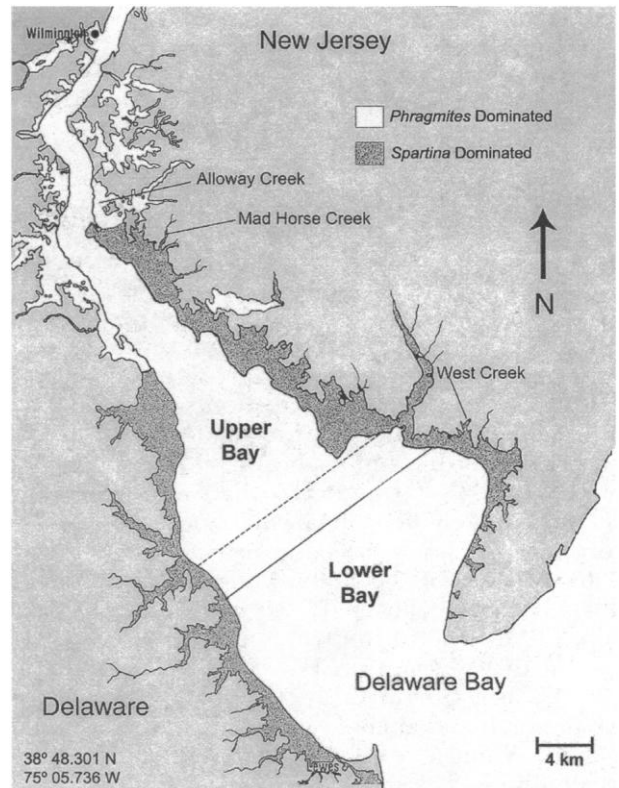 Wilmington
New Jersey
Phragmites Dominated
Spartina Dominated
Alloway Creek
Mad Horse Creek
N
West Creek
Upper
Bay
Lower
Bay
Delaware Bay
Delaware
38° 48.301 N
75° 05.736 W
Lewes
4 km